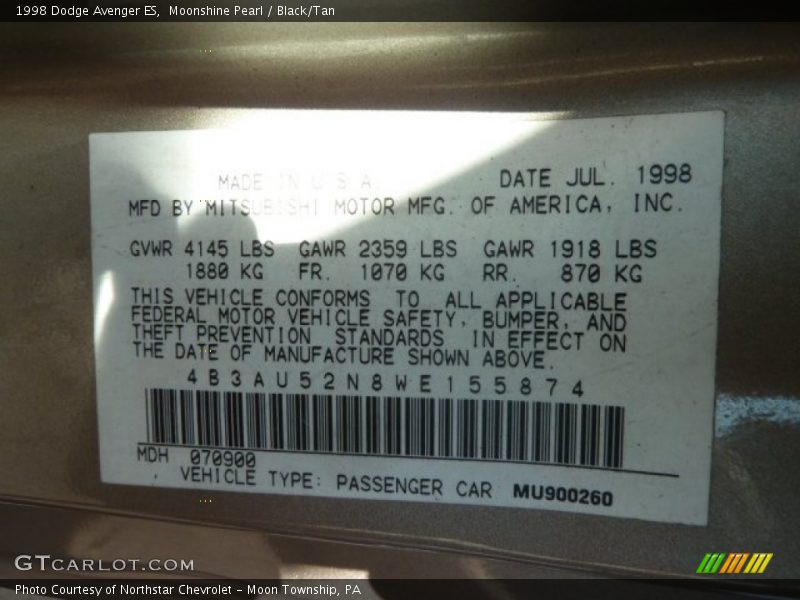 1998 Dodge Avenger ES, Moonshine Pearl / Black/Tan
MADE IN U S A. DATE JUL. 1998
MFD BY MITSUBISHI MOTOR MFG. OF AMERICA, INC.
GVWR 4145 LBS GAWR 2359 LBS GAWR 1918 LBS
1880 KG FR. 1070 KG RR. 870 KG
THIS VEHICLE CONFORMS TO ALL APPLICABLE
FEDERAL MOTOR VEHICLE SAFETY, BUMPER, AND
THEFT PREVENTION STANDARDS IN EFFECT ON
THE DATE OF MANUFACTURE SHOWN ABOVE.
4B3AU52N8WE155874
MDH 070900
VEHICLE TYPE: PASSENGER CAR MU900260
GTCARLOT.COM
Photo Courtesy of Northstar Chevrolet - Moon Township, PA